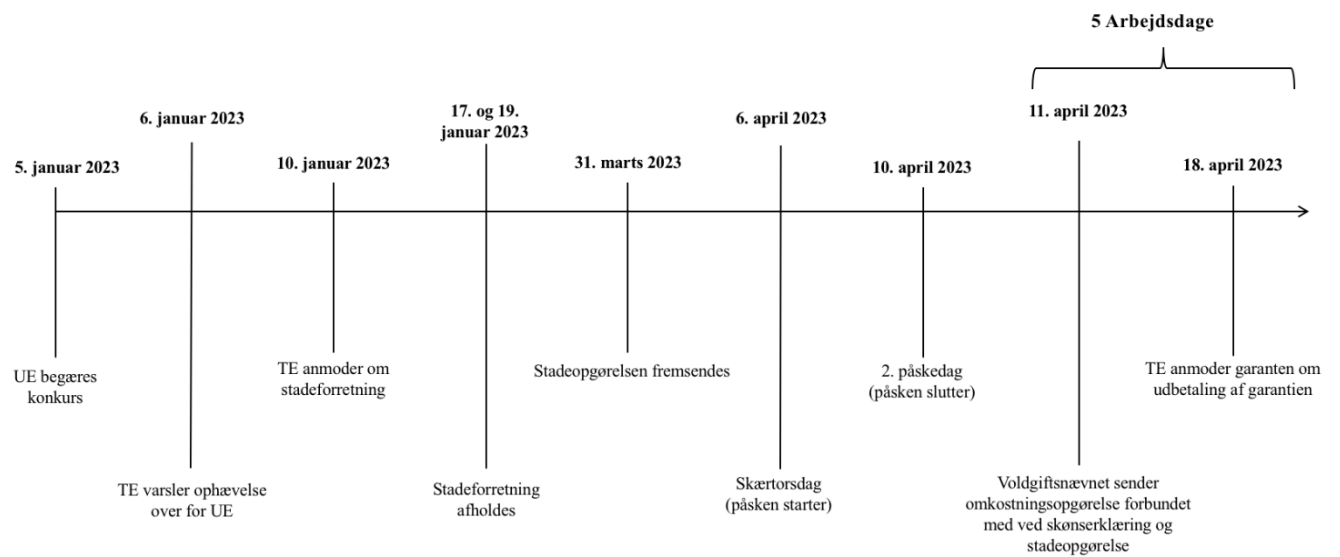 5 Arbejdsdage
5. januar 2023
UE begæres
konkurs
6. januar 2023
TE varsler ophævelse
over for UE
10. januar 2023
TE anmoder om
stadeforretning
17. og 19.
januar 2023
Stadeforretning
afholdes
31. marts 2023
Stadeopgørelsen fremsendes
6. april 2023
Skærtorsdag
(påsken starter)
10. april 2023
2. påskedag
(påsken slutter)
11. april 2023
Voldgiftsnævnet sender
omkostningsopgørelse forbundet
med ved skønserklæring og
stadeopgørelse
18. april 2023
TE anmoder garanten om
udbetaling af garantien